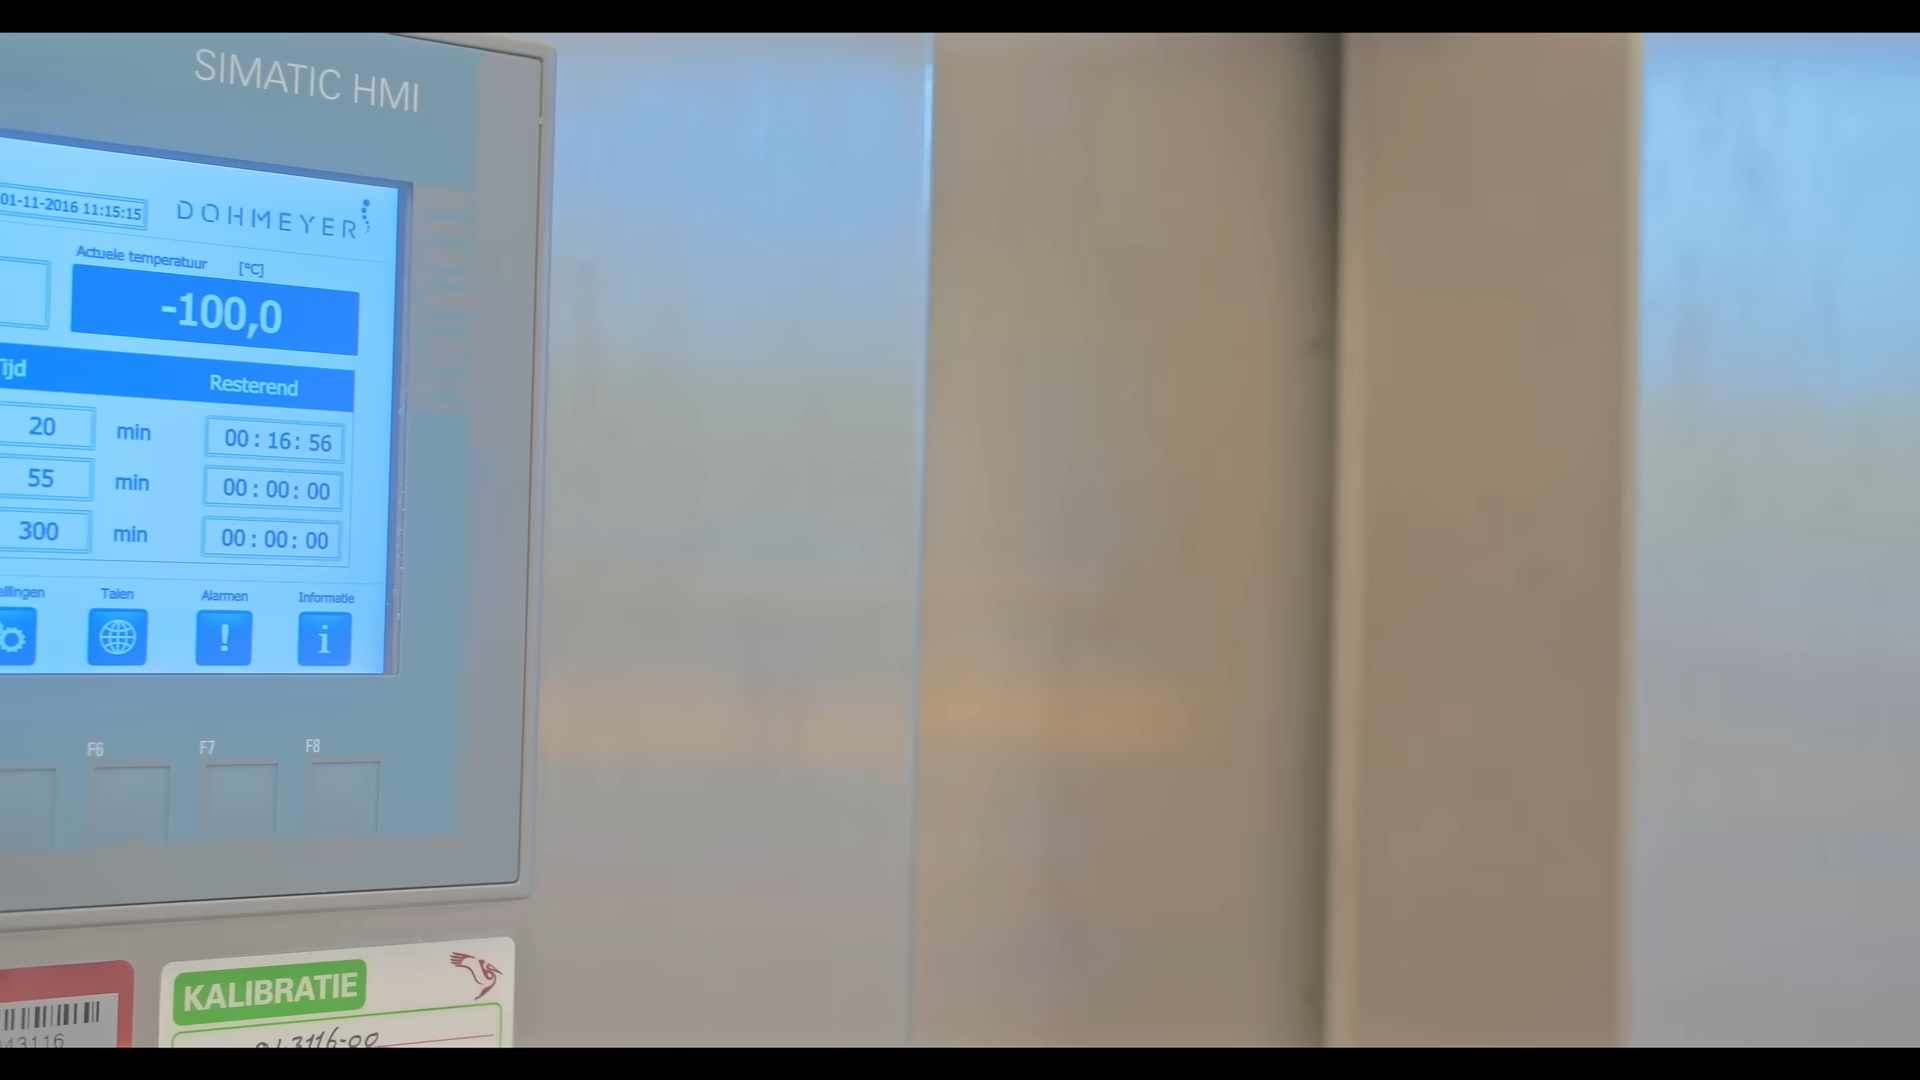 SIMATIC HMI
TOUCH
01-11-2016 11:15:15
DOHMEYER
Actuele temperatuur [°C]
-100,0
Tijd Resterend
20 min 00:16:56
55 min 00:00:00
300 min 00:00:00
Talen Alarmen Informatie
F6 F7 F8
KALIBRATIE